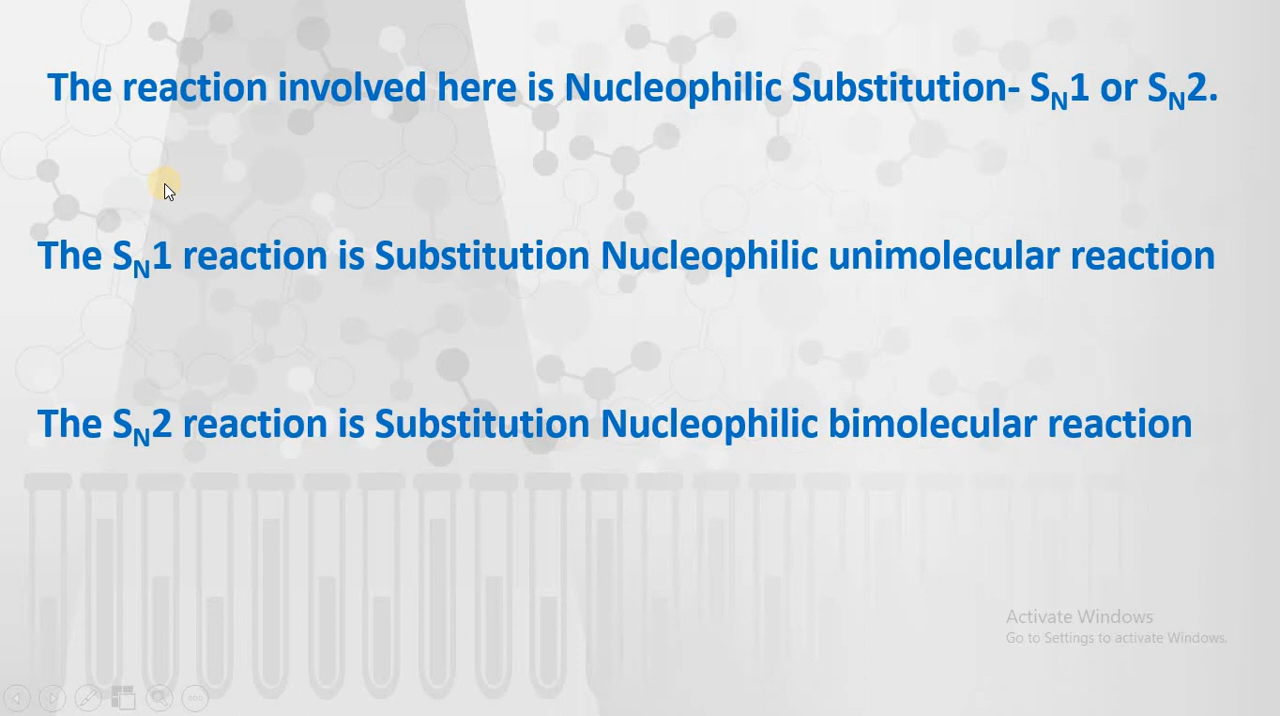 The reaction involved here is Nucleophilic Substitution- SN1 or SN2.
The SN1 reaction is Substitution Nucleophilic unimolecular reaction
The SN2 reaction is Substitution Nucleophilic bimolecular reaction
Activate Windows
Go to Settings to activate Windows.